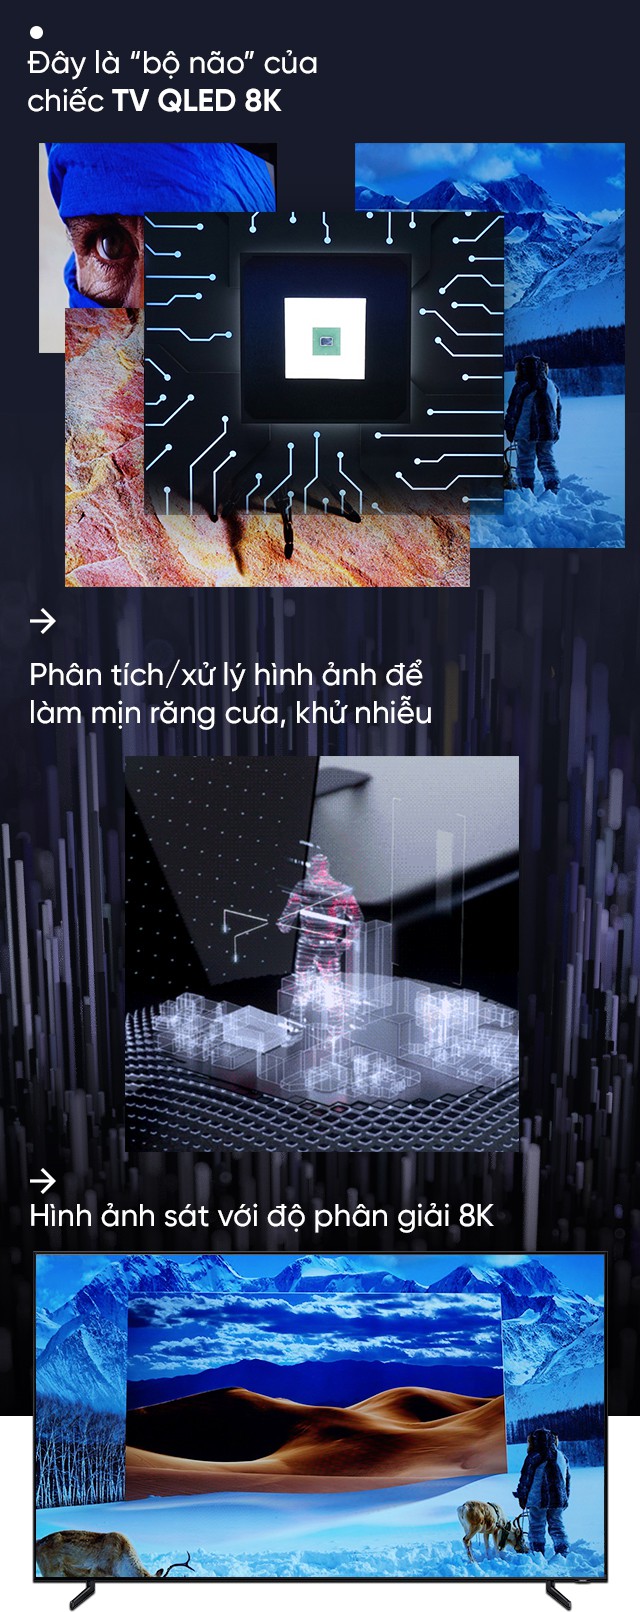 Đây là “bộ não” của
chiếc TV QLED 8K
Phân tích/xử lý hình ảnh để
làm mịn răng cưa, khử nhiễu
Hình ảnh sát với độ phân giải 8K